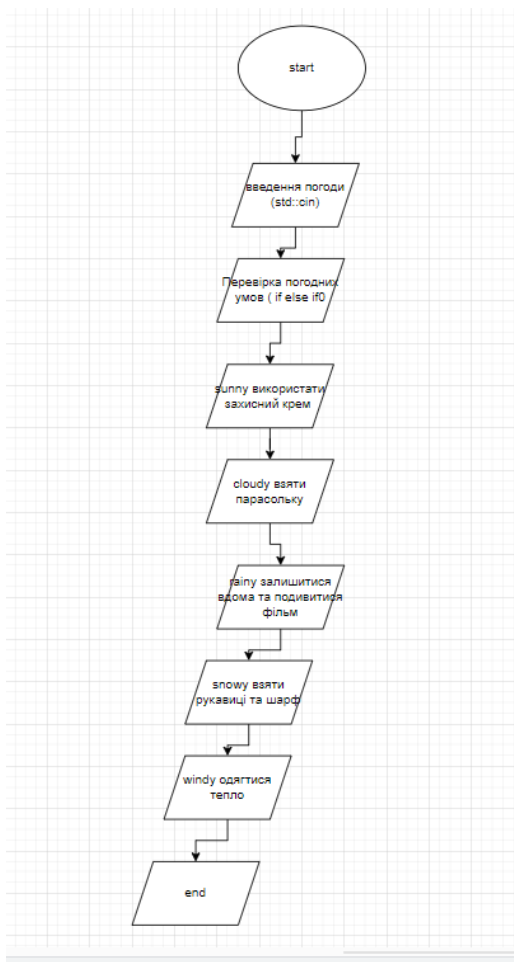 start
введення погоди
(std::cin)
Перевірка погодних
умов ( if else if0
sunny використати
захисний крем
cloudy взяти
парасольку
rainy залишитися
вдома та подивитися
фільм
snowy взяти
рукавиці та шарф
windy одягтися
тепло
end